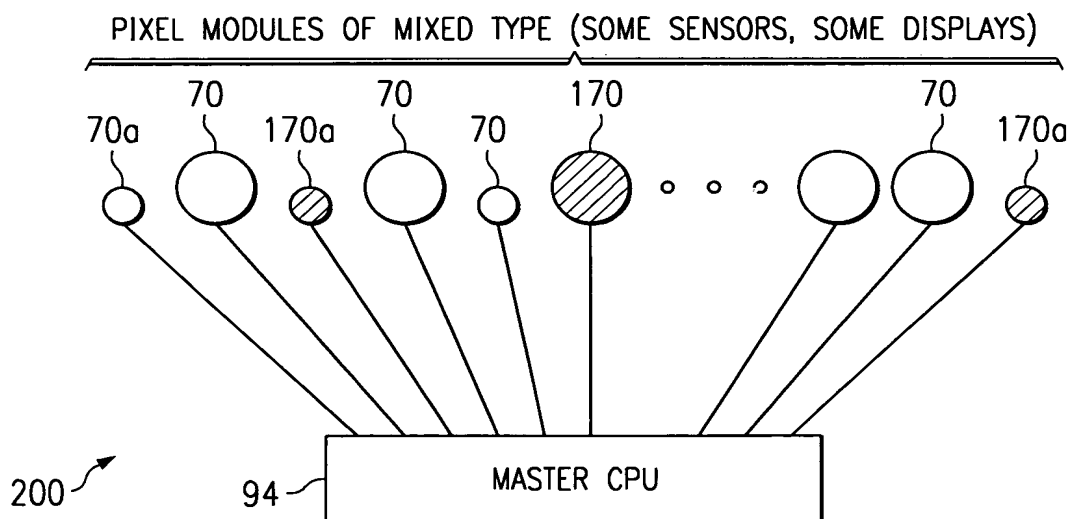 PIXEL MODULES OF MIXED TYPE (SOME SENSORS, SOME DISPLAYS)
70a 70 170a 70 70 170 70 170a
200 94 MASTER CPU